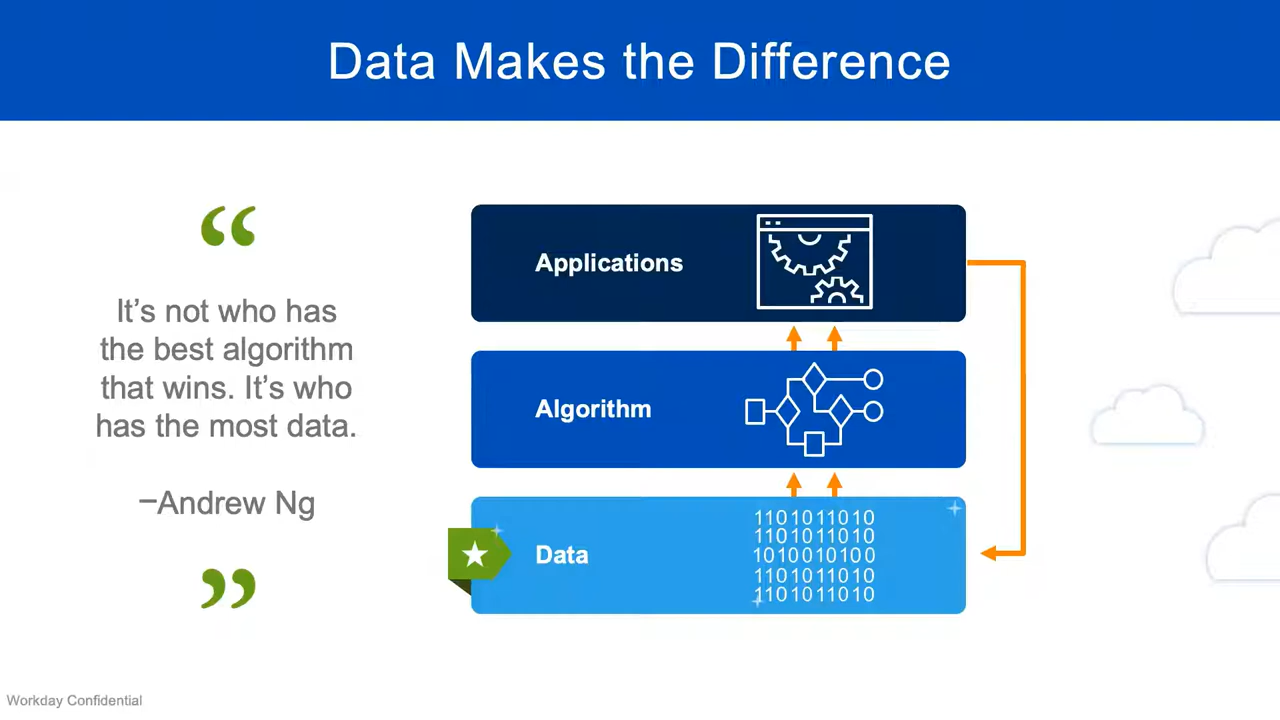 Data Makes the Difference
“
It’s not who has
the best algorithm
that wins. It’s who
has the most data.
–Andrew Ng
”
Applications
Algorithm
Data
1101011010
1101011010
1010010100
1101011010
1101011010
Workday Confidential